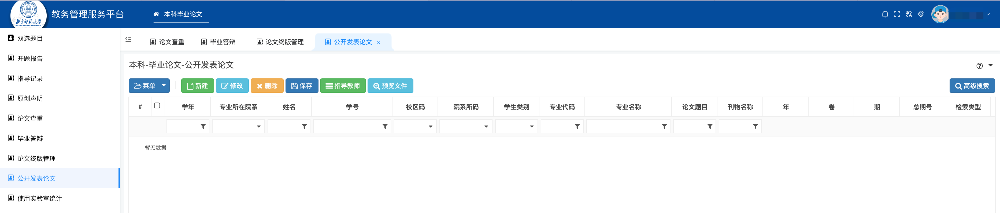 BEIJING NORMAL UNIVERSITY
1902
北京师范大学
BEIJING NORMAL UNIVERSITY
教务管理服务平台
本科毕业论文
双选题目
开题报告
指导记录
原创声明
论文查重
毕业答辩
论文终版管理
公开发表论文
使用实验室统计
论文查重 毕业答辩 论文终版管理 公开发表论文 ×
本科-毕业论文-公开发表论文
菜单 新建 修改 删除 保存 指导教师 预览文件 高级搜索
# 学年 专业所在院系 姓名 学号 校区码 院系所码 学生类别 专业代码 专业名称 论文题目 刊物名称 年 卷 期 总期号 检索类型
暂无数据